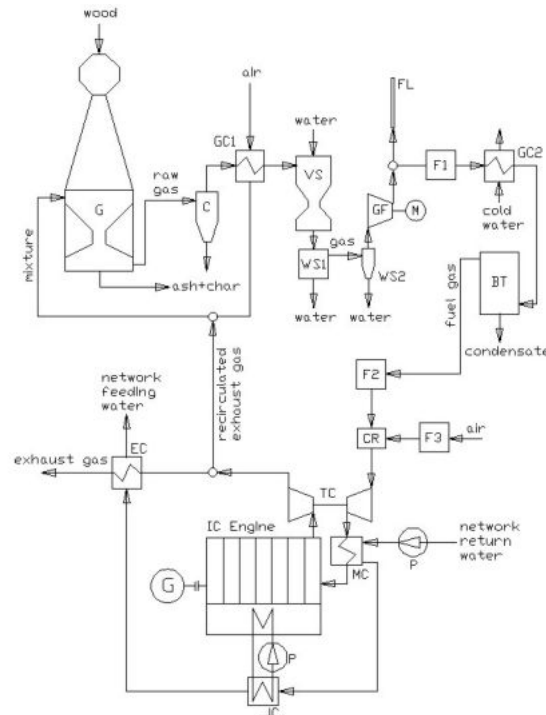 wood
air
GC1
water
FL
raw
gas
C
VS
G
GF
M
F1
GC2
cold
water
mixture
gas
WS1
WS2
ash+char
water
water
fuel gas
BT
condensate
F2
recirculated
exhaust gas
network
feeding
water
CR
F3
air
exhaust gas
EC
TC
IC Engine
network
return
water
MC
P
G
P
IC